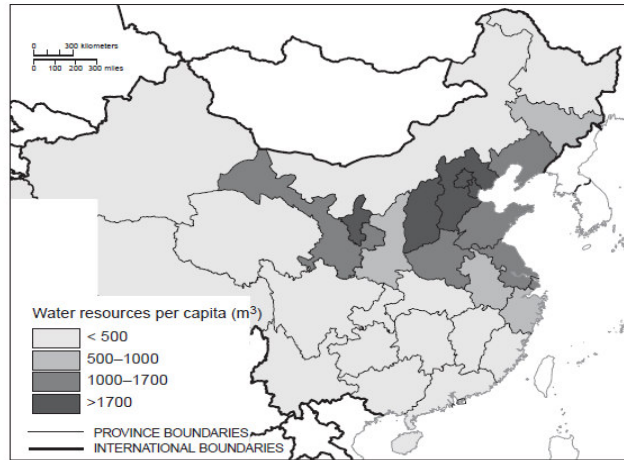 0 300 kilometers
0 100 200 300 miles
Water resources per capita (m³)
< 500
500–1000
1000–1700
>1700
PROVINCE BOUNDARIES
INTERNATIONAL BOUNDARIES